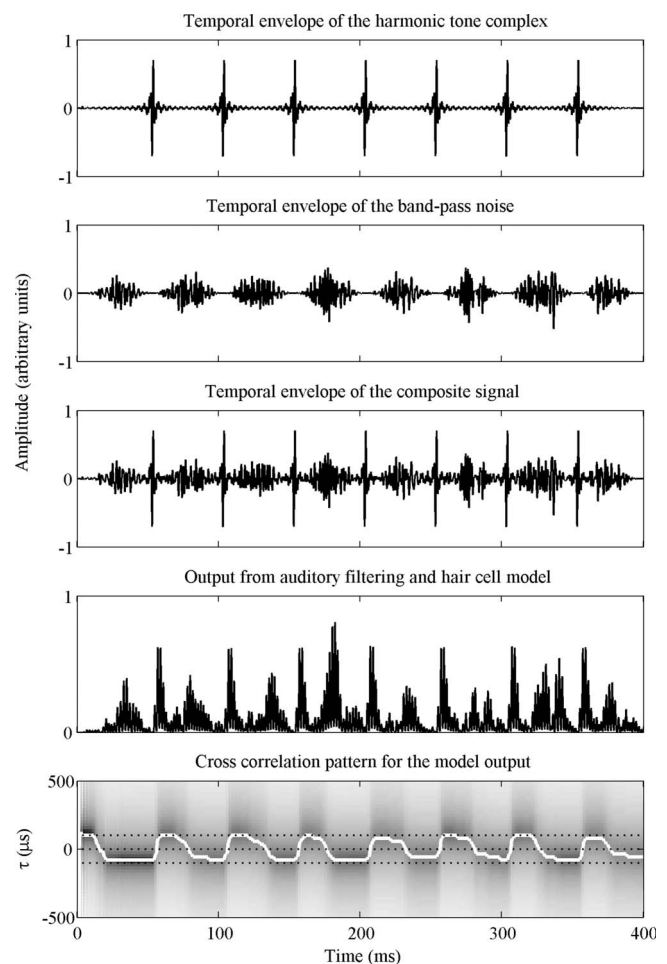 Temporal envelope of the harmonic tone complex
1
0
-1
Temporal envelope of the band-pass noise
1
0
-1
Amplitude (arbitrary units)
Temporal envelope of the composite signal
1
0
-1
Output from auditory filtering and hair cell model
1
0
Cross correlation pattern for the model output
500
0
-500
τ (μs)
0 100 200 300 400
Time (ms)